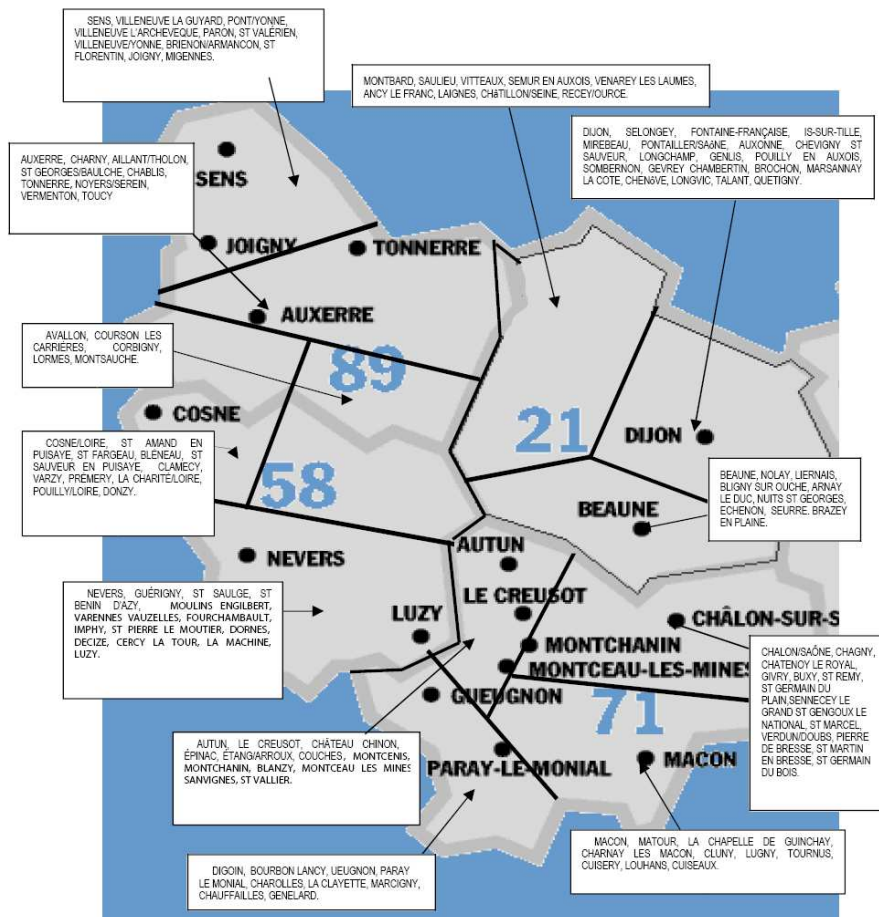 SENS, VILLENEUVE LA GUYARD, PONT/YONNE,
VILLENEUVE L'ARCHEVEQUE, PARON, ST VALÉRIEN,
VILLENEUVE/YONNE, BRIENON/ARMANCON, ST
FLORENTIN, JOIGNY, MIGENNES.
MONTBARD, SAULIEU, VITTEAUX, SEMUR EN AUXOIS, VENAREY LES LAUMES,
ANCY LE FRANC, LAIGNES, CHâTILLON/SEINE, RECEY/OURCE.
DIJON, SELONGEY, FONTAINE-FRANÇAISE, IS-SUR-TILLE,
MIREBEAU, PONTAILLER/SAôNE, AUXONNE, CHEVIGNY ST
SAUVEUR, LONGCHAMP, GENLIS, POUILLY EN AUXOIS,
SOMBERNON, GEVREY CHAMBERTIN, BROCHON, MARSANNAY
LA COTE, CHENôVE, LONGVIC, TALANT, QUETIGNY.
AUXERRE, CHARNY, AILLANT/THOLON,
ST GEORGES/BAULCHE, CHABLIS,
TONNERRE, NOYERS/SEREIN,
VERMENTON, TOUCY
SENS
JOIGNY
TONNERRE
AUXERRE
AVALLON, COURSON LES
CARRIÈRES, CORBIGNY,
LORMES, MONTSAUCHE.
89
COSNE
21
DIJON
COSNE/LOIRE, ST AMAND EN
PUISAYE, ST FARGEAU, BLÉNEAU, ST
SAUVEUR EN PUISAYE, CLAMECY,
VARZY, PREMERY, LA CHARITÉ/LOIRE,
POUILLY/LOIRE, DONZY.
58
BEAUNE
BEAUNE, NOLAY, LIERNAIS,
BLIGNY SUR OUCHE, ARNAY
LE DUC, NUITS ST GEORGES,
ECHENON, SEURRE. BRAZEY
EN PLAINE.
NEVERS
AUTUN
NEVERS, GUÉRIGNY, ST SAULGE, ST
BENIN D'AZY, MOULINS ENGILBERT,
VARENNES VAUZELLES, FOURCHAMBAULT,
IMPHY, ST PIERRE LE MOUTIER, DORNES,
DECIZE, CERCY LA TOUR, LA MACHINE,
LUZY.
LUZY
LE CREUSOT
CHÂLON-SUR-S
MONTCHANIN
MONTCEAU-LES-MINES
GUEUGNON
71
CHALON/SAÔNE, CHAGNY,
CHATENOY LE ROYAL,
GIVRY, BUXY, ST REMY,
ST GERMAIN DU
PLAIN,SENNECEY LE
GRAND ST GENGOUX LE
NATIONAL, ST MARCEL,
VERDUN/DOUBS, PIERRE
DE BRESSE, ST MARTIN
EN BRESSE, ST GERMAIN
DU BOIS.
AUTUN, LE CREUSOT, CHÂTEAU CHINON,
ÉPINAC, ÉTANG/ARROUX, COUCHES, MONTCENIS,
MONTCHANIN, BLANZY, MONTCEAU LES MINES
SANVIGNES, ST VALLIER.
PARAY-LE-MONIAL
MACON
DIGOIN, BOURBON LANCY, UEUGNON, PARAY
LE MONIAL, CHAROLLES, LA CLAYETTE, MARCIGNY,
CHAUFFAILLES, GENELARD.
MACON, MATOUR, LA CHAPELLE DE GUINCHAY,
CHARNAY LES MACON, CLUNY, LUGNY, TOURNUS,
CUISERY, LOUHANS, CUISEAUX.